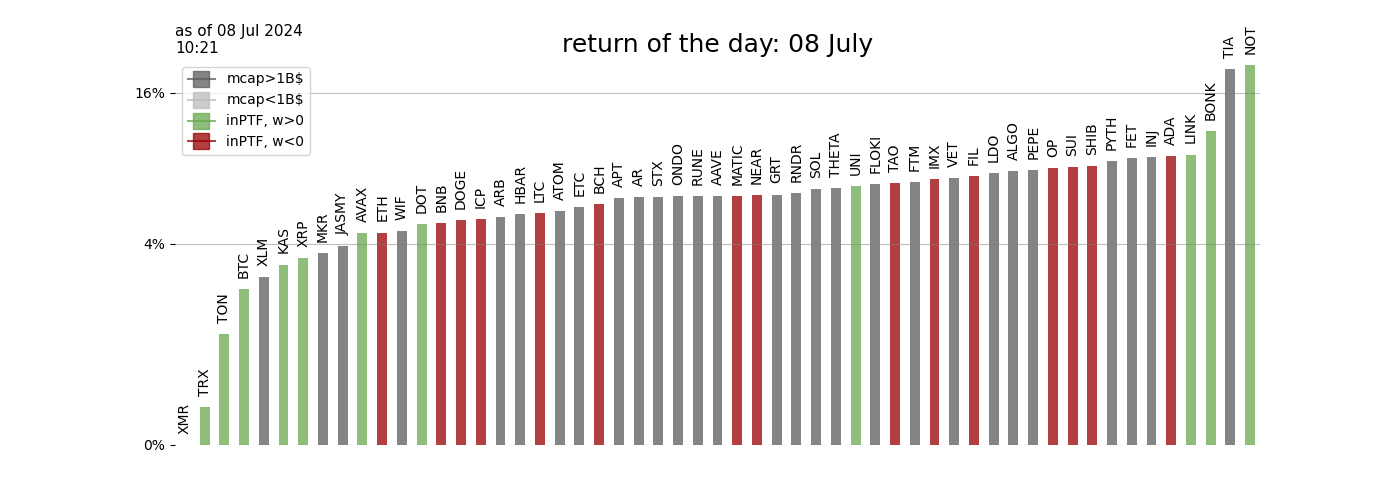 as of 08 Jul 2024
10:21
return of the day: 08 July
mcap>1B$
mcap<1B$
inPTF, w>0
inPTF, w<0
16%
4%
0%
XMR
TRX
TON
BTC
XLM
KAS
XRP
MKR
JASMY
AVAX
ETH
WIF
DOT
BNB
DOGE
ICP
ARB
HBAR
LTC
ATOM
ETC
BCH
APT
AR
STX
ONDO
RUNE
AAVE
MATIC
NEAR
GRT
RNDR
SOL
THETA
UNI
FLOKI
TAO
FTM
IMX
VET
FIL
LDO
ALGO
PEPE
OP
SUI
SHIB
PYTH
FET
INJ
ADA
LINK
BONK
TIA
NOT